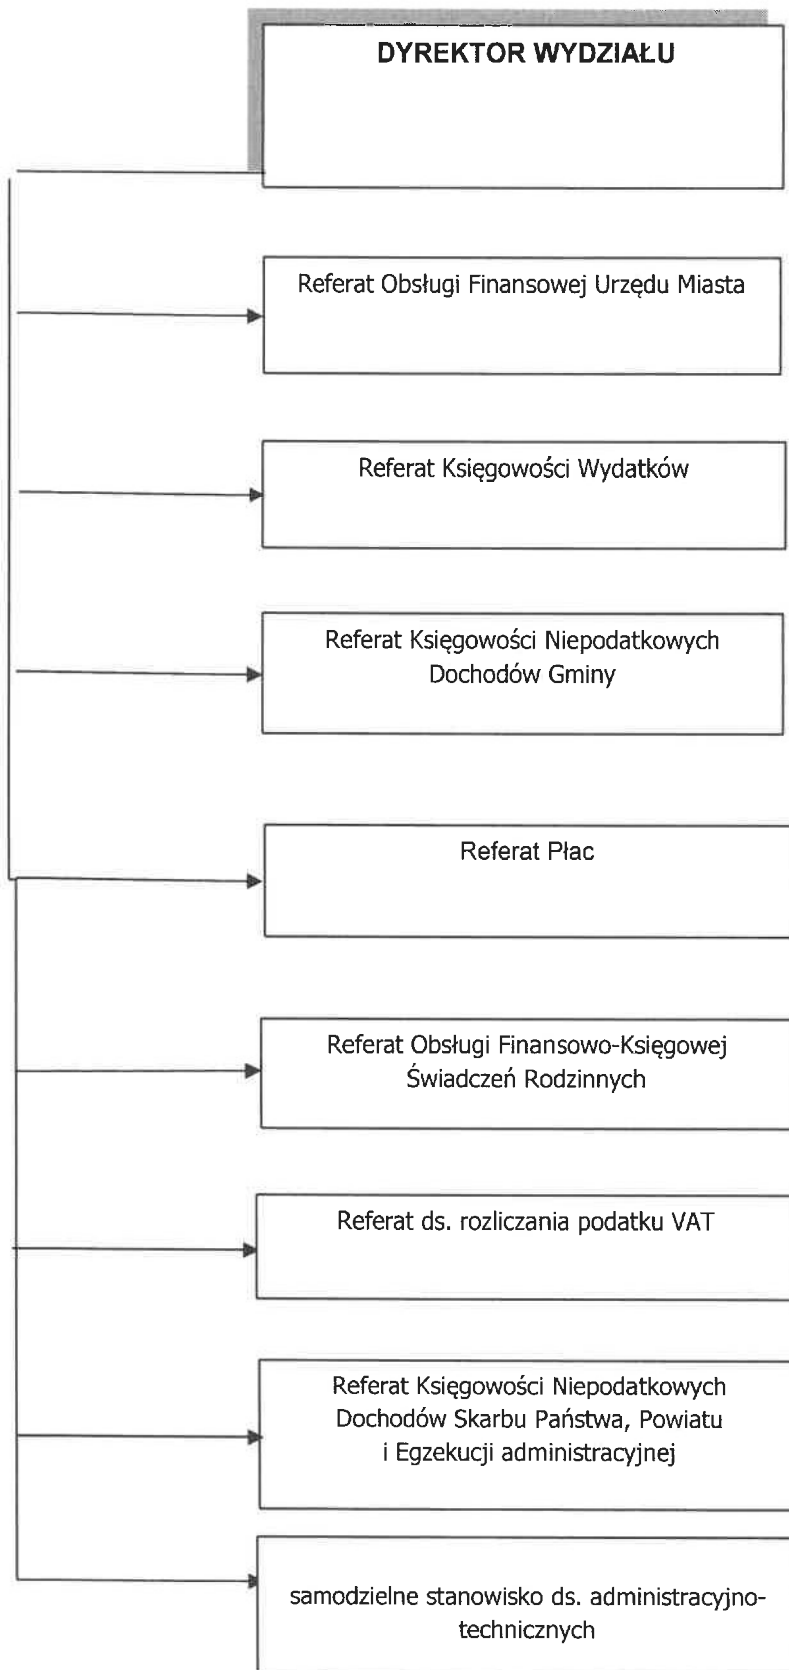 DYREKTOR WYDZIAŁU
Referat Obsługi Finansowej Urzędu Miasta
Referat Księgowości Wydatków
Referat Księgowości Niepodatkowych
Dochodów Gminy
Referat Płac
Referat Obsługi Finansowo-Księgowej
Świadczeń Rodzinnych
Referat ds. rozliczania podatku VAT
Referat Księgowości Niepodatkowych
Dochodów Skarbu Państwa, Powiatu
i Egzekucji administracyjnej
samodzielne stanowisko ds. administracyjno-
technicznych